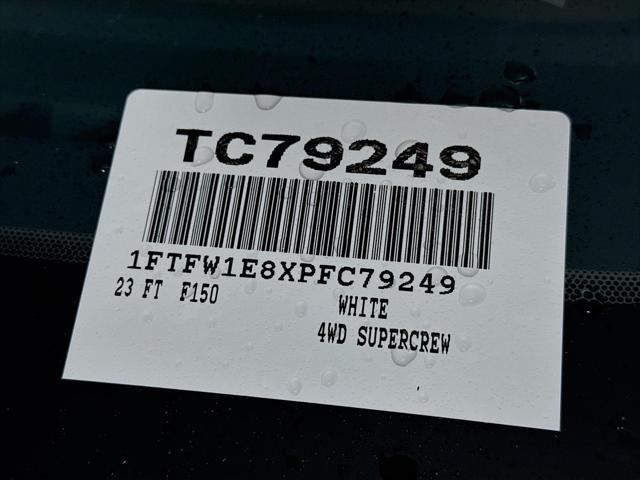 TC79249
1FTFW1E8XPFC79249
23 FT F150 WHITE
4WD SUPERCREW